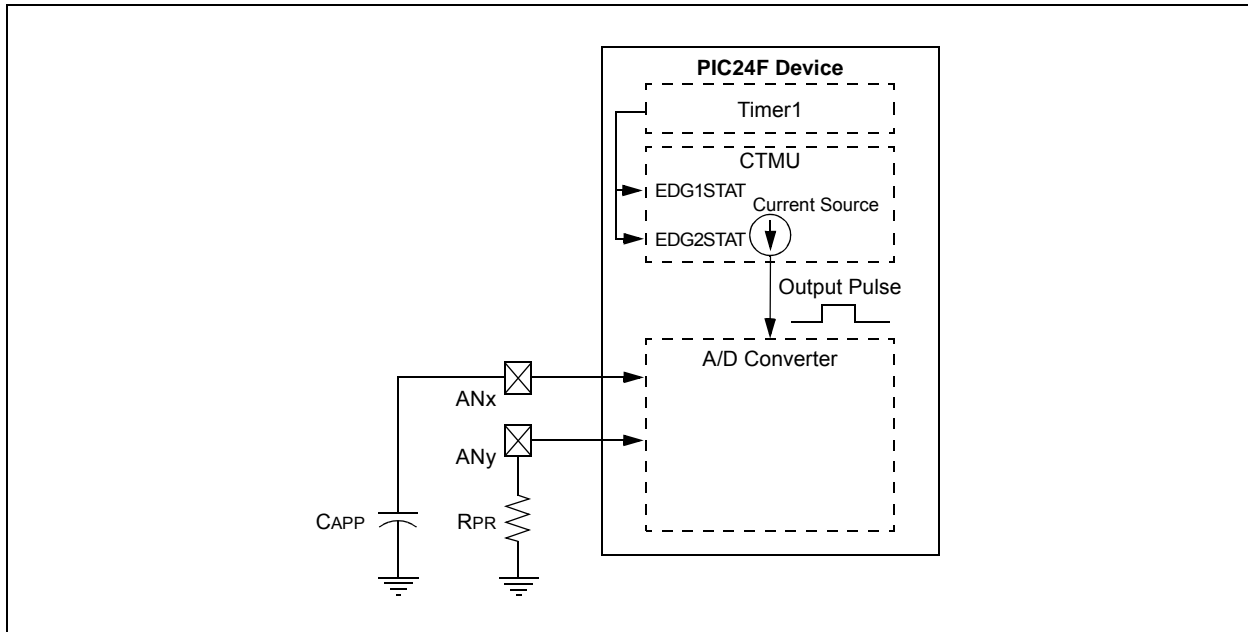 PIC24F Device
Timer1
CTMU
EDG1STAT
Current Source
EDG2STAT
Output Pulse
A/D Converter
ANx
ANy
CAPP
RPR